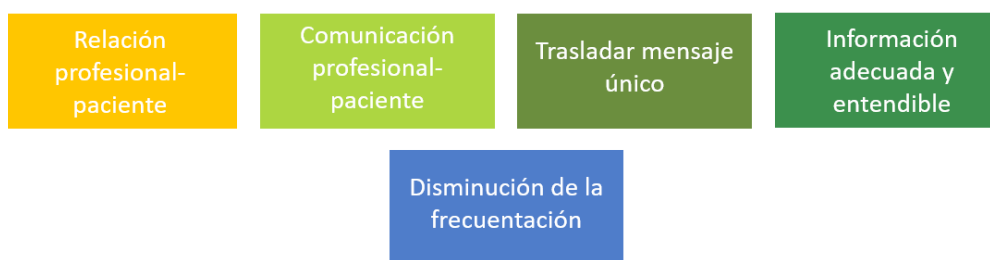 Relación
profesional-
paciente
Comunicación
profesional-
paciente
Trasladar mensaje
único
Información
adecuada y
entendible
Disminución de la
frecuentación